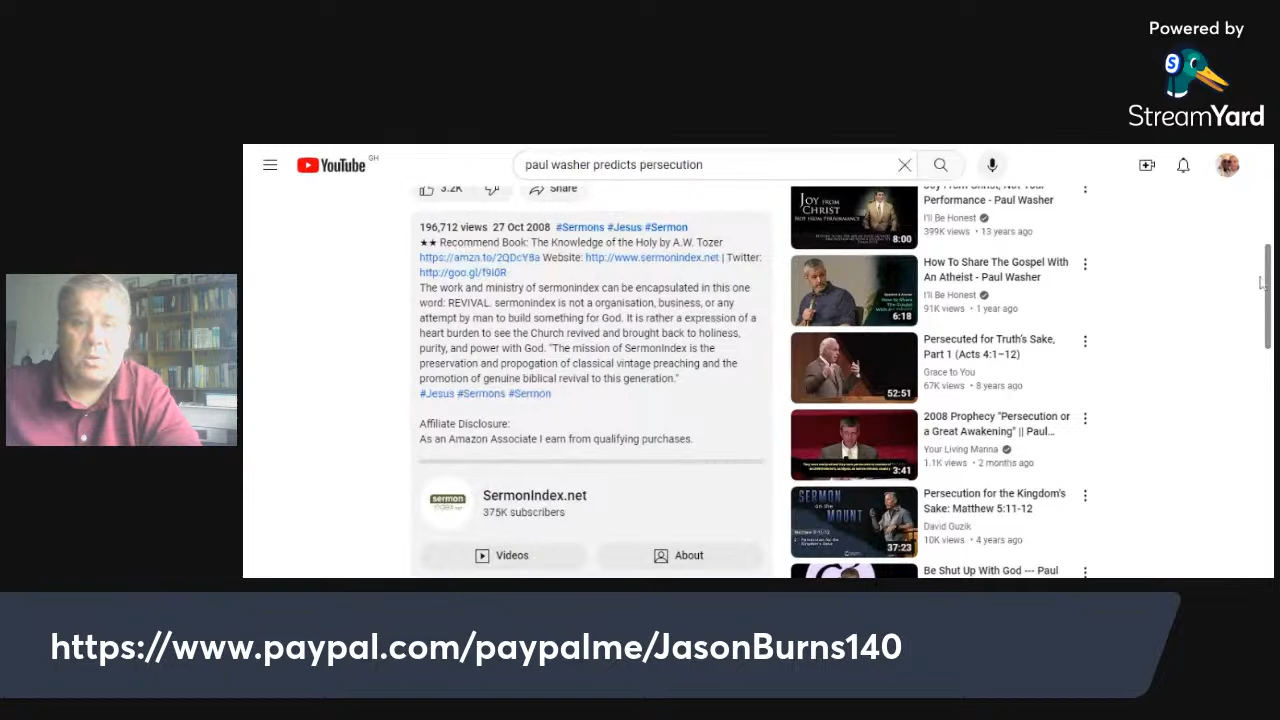 Powered by
StreamYard
YouTube GH
paul washer predicts persecution
3.2K
Share
196,712 views 27 Oct 2008 #Sermons #Jesus #Sermon
★★ Recommend Book: The Knowledge of the Holy by A.W. Tozer
https://amzn.to/2QDcY8a Website: http://www.sermonindex.net | Twitter:
http://goo.gl/f9i0R
The work and ministry of sermonindex can be encapsulated in this one
word: REVIVAL. sermonindex is not a organisation, business, or any
attempt by man to build something for God. It is rather a expression of a
heart burden to see the Church revived and brought back to holiness,
purity, and power with God. "The mission of SermonIndex is the
preservation and propogation of classical vintage preaching and the
promotion of genuine biblical revival to this generation."
#Jesus #Sermons #Sermon
Affiliate Disclosure:
As an Amazon Associate I earn from qualifying purchases.
sermon
SermonIndex.net
375K subscribers
Videos
About
JOY FROM
CHRIST
8:00
Joy From Christ, Not Your
Performance - Paul Washer
I'll Be Honest
399K views • 13 years ago
6:18
How To Share The Gospel With
An Atheist - Paul Washer
I'll Be Honest
91K views • 1 year ago
52:51
Persecuted for Truth's Sake,
Part 1 (Acts 4:1–12)
Grace to You
67K views • 8 years ago
3:41
2008 Prophecy "Persecution or
a Great Awakening" || Paul...
Your Living Manna
1.1K views • 2 months ago
SERMON
on the
MOUNT
37:23
Persecution for the Kingdom's
Sake: Matthew 5:11-12
David Guzik
10K views • 4 years ago
Be Shut Up With God --- Paul
https://www.paypal.com/paypalme/JasonBurns140